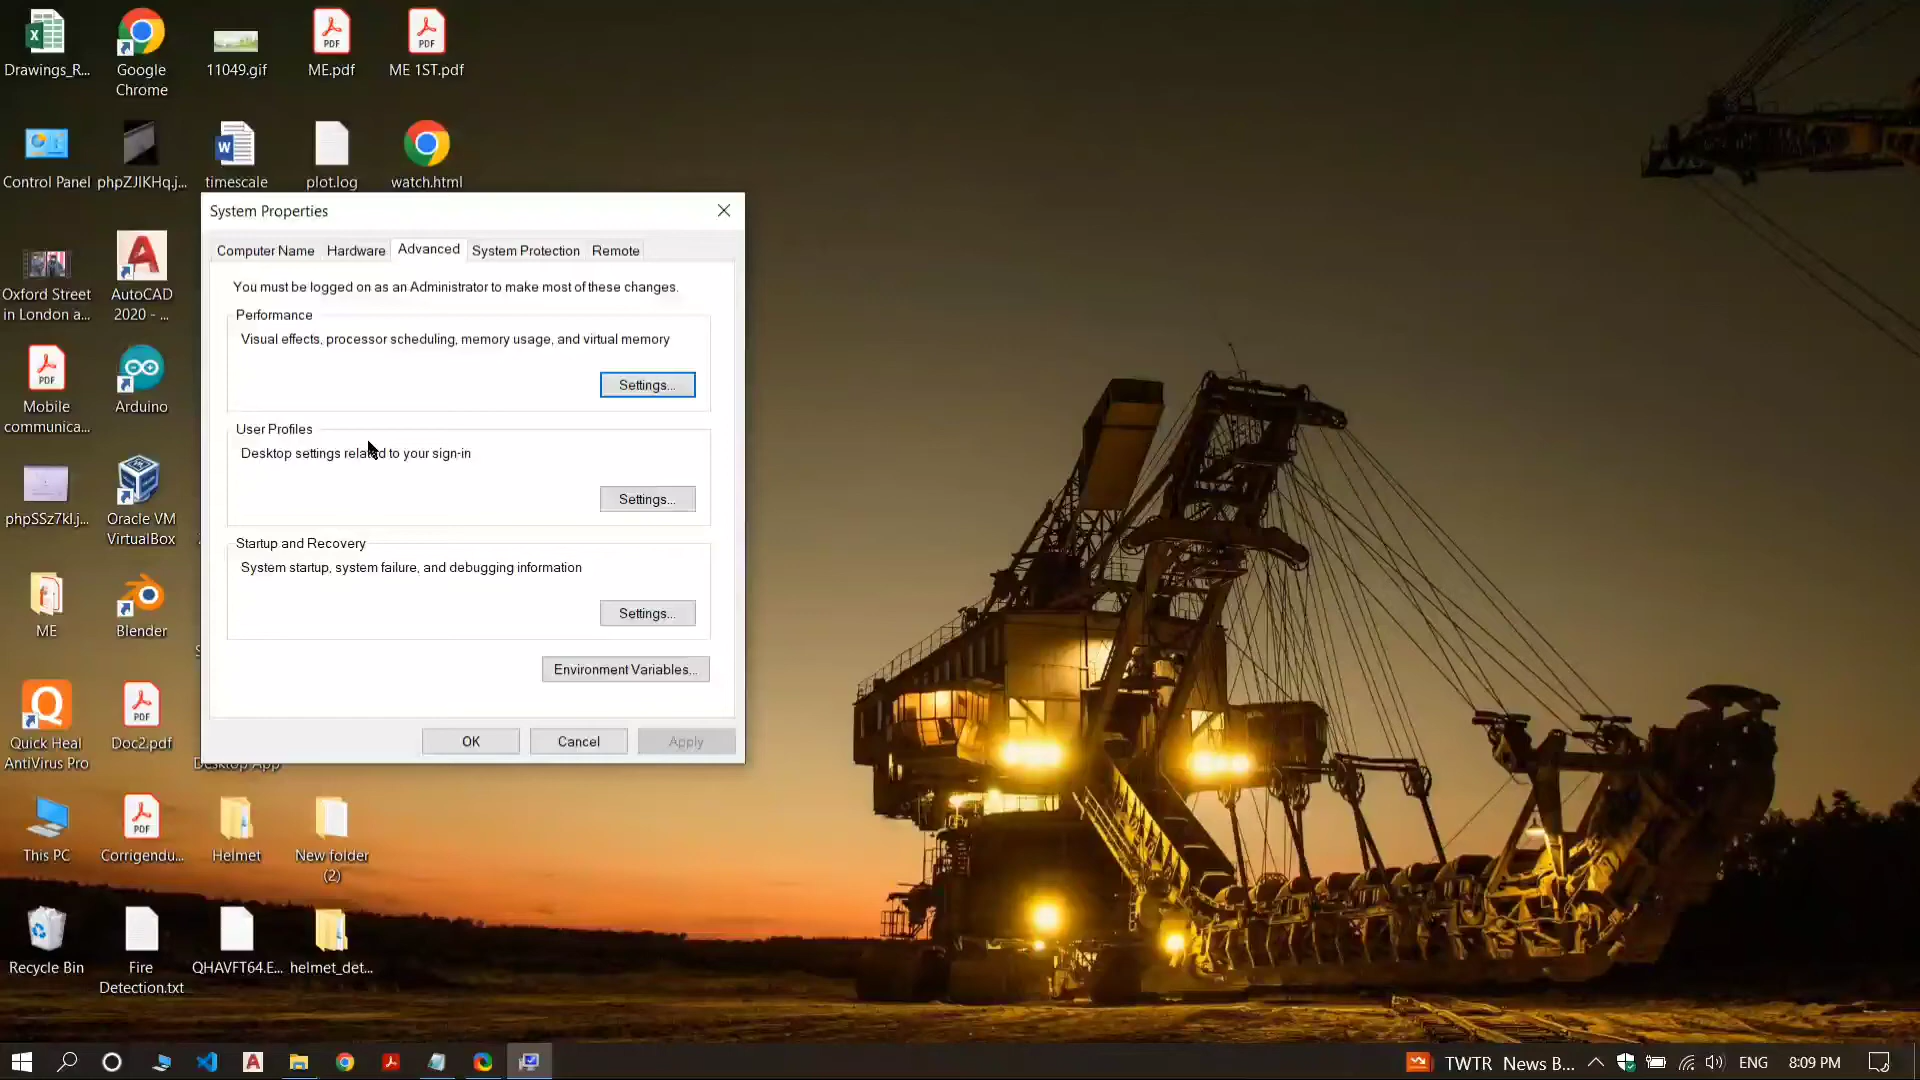 Drawings_R...
Google
Chrome
11049.gif
ME.pdf
ME 1ST.pdf
Control Panel
phpZJIKHq.j...
timescale
plot.log
watch.html
Oxford Street
in London a...
AutoCAD
2020 - ...
Mobile
communica...
Arduino
phpSSz7kl.j...
Oracle VM
VirtualBox
ME
Blender
Quick Heal
AntiVirus Pro
Doc2.pdf
Desktop App
This PC
Corrigendu...
Helmet
New folder
(2)
Recycle Bin
Fire
Detection.txt
QHAVFT64.E...
helmet_det...
System Properties
Computer Name
Hardware
Advanced
System Protection
Remote
You must be logged on as an Administrator to make most of these changes.
Performance
Visual effects, processor scheduling, memory usage, and virtual memory
Settings...
User Profiles
Desktop settings related to your sign-in
Settings...
Startup and Recovery
System startup, system failure, and debugging information
Settings...
Environment Variables...
OK
Cancel
Apply
TWTR News B...
ENG
8:09 PM